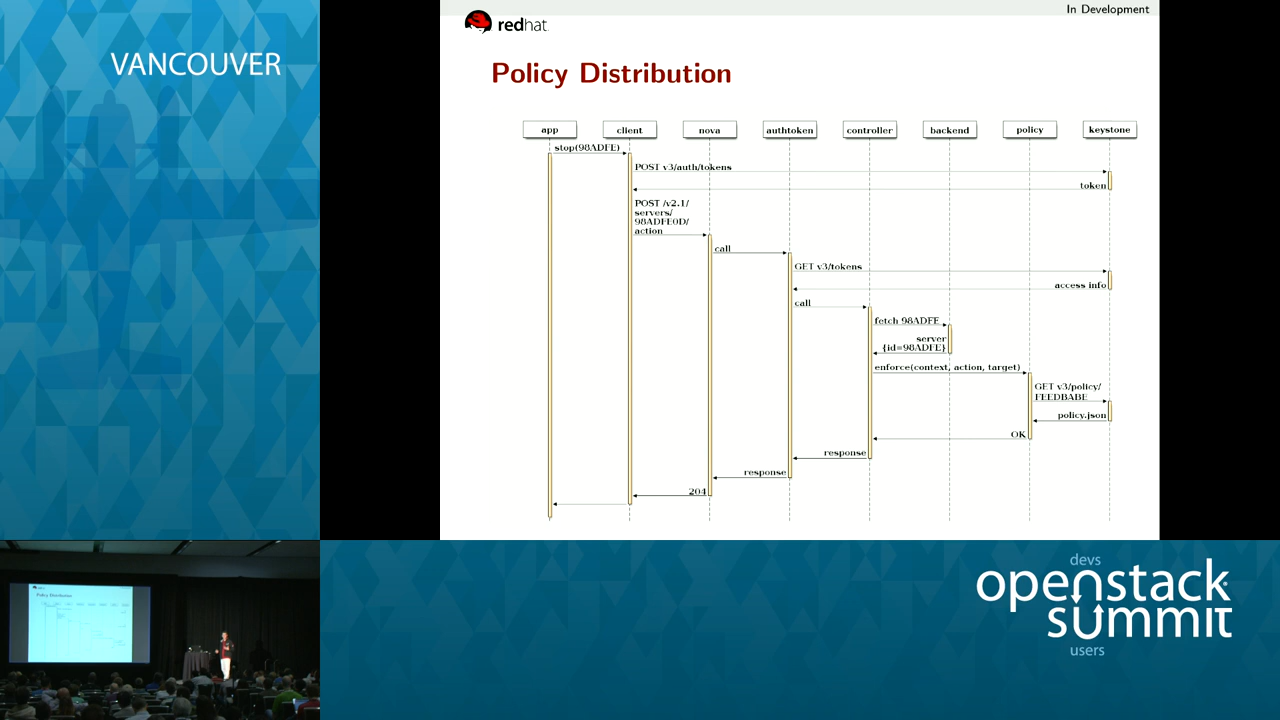 VANCOUVER
In Development
redhat.
Policy Distribution
app
client
nova
authtoken
controller
backend
policy
keystone
stop(98ADFE)
POST v3/auth/tokens
token
POST /v2.1/
servers/
98ADFE0D/
action
call
GET v3/tokens
access info
call
fetch 98ADFE
server
{id=98ADFE}
enforce(context, action, target)
GET v3/policy/
FEEDBABE
policy.json
OK
response
response
204
Policy Distribution
devs
openstack
summit
users